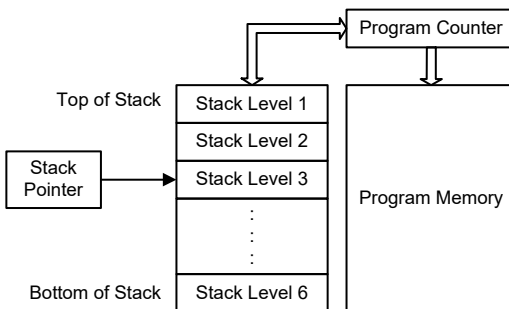 Program Counter
Top of Stack
Stack Level 1
Stack Level 2
Stack
Pointer
Stack Level 3
Program Memory
:
:
:
Bottom of Stack
Stack Level 6